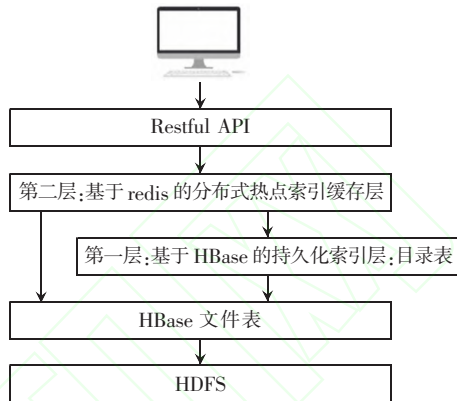 Restful API
第二层:基于 redis 的分布式热点索引缓存层
第一层:基于 HBase 的持久化索引层:目录表
HBase 文件表
HDFS